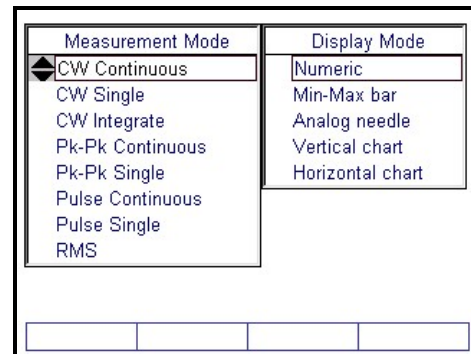 Measurement Mode
CW Continuous
CW Single
CW Integrate
Pk-Pk Continuous
Pk-Pk Single
Pulse Continuous
Pulse Single
RMS
Display Mode
Numeric
Min-Max bar
Analog needle
Vertical chart
Horizontal chart